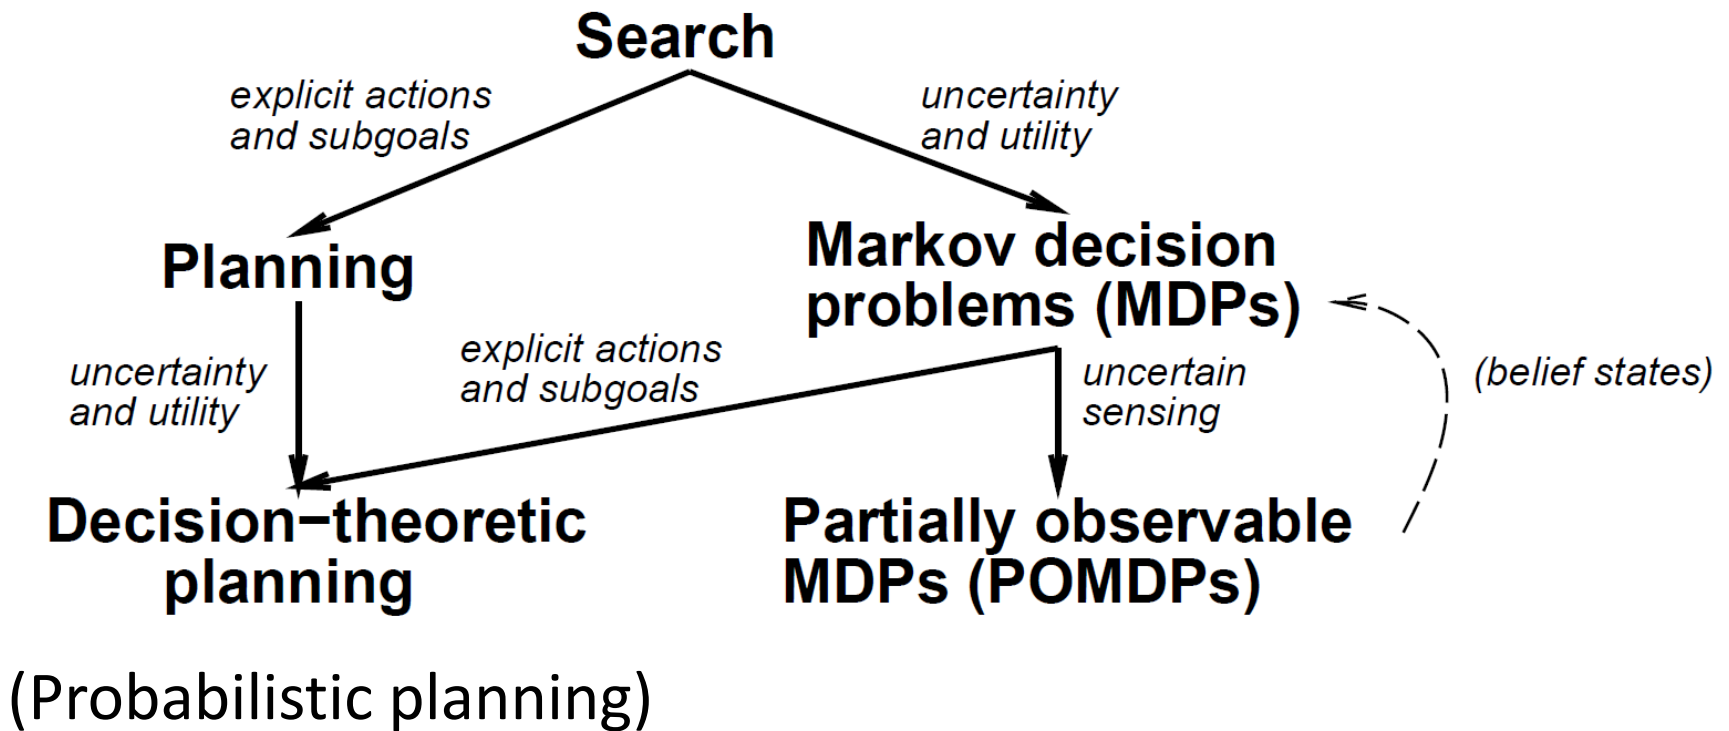 Search
explicit actions
and subgoals
uncertainty
and utility
Planning
Markov decision
problems (MDPs)
uncertainty
and utility
explicit actions
and subgoals
uncertain
sensing
(belief states)
Decision−theoretic
planning
Partially observable
MDPs (POMDPs)
(Probabilistic planning)